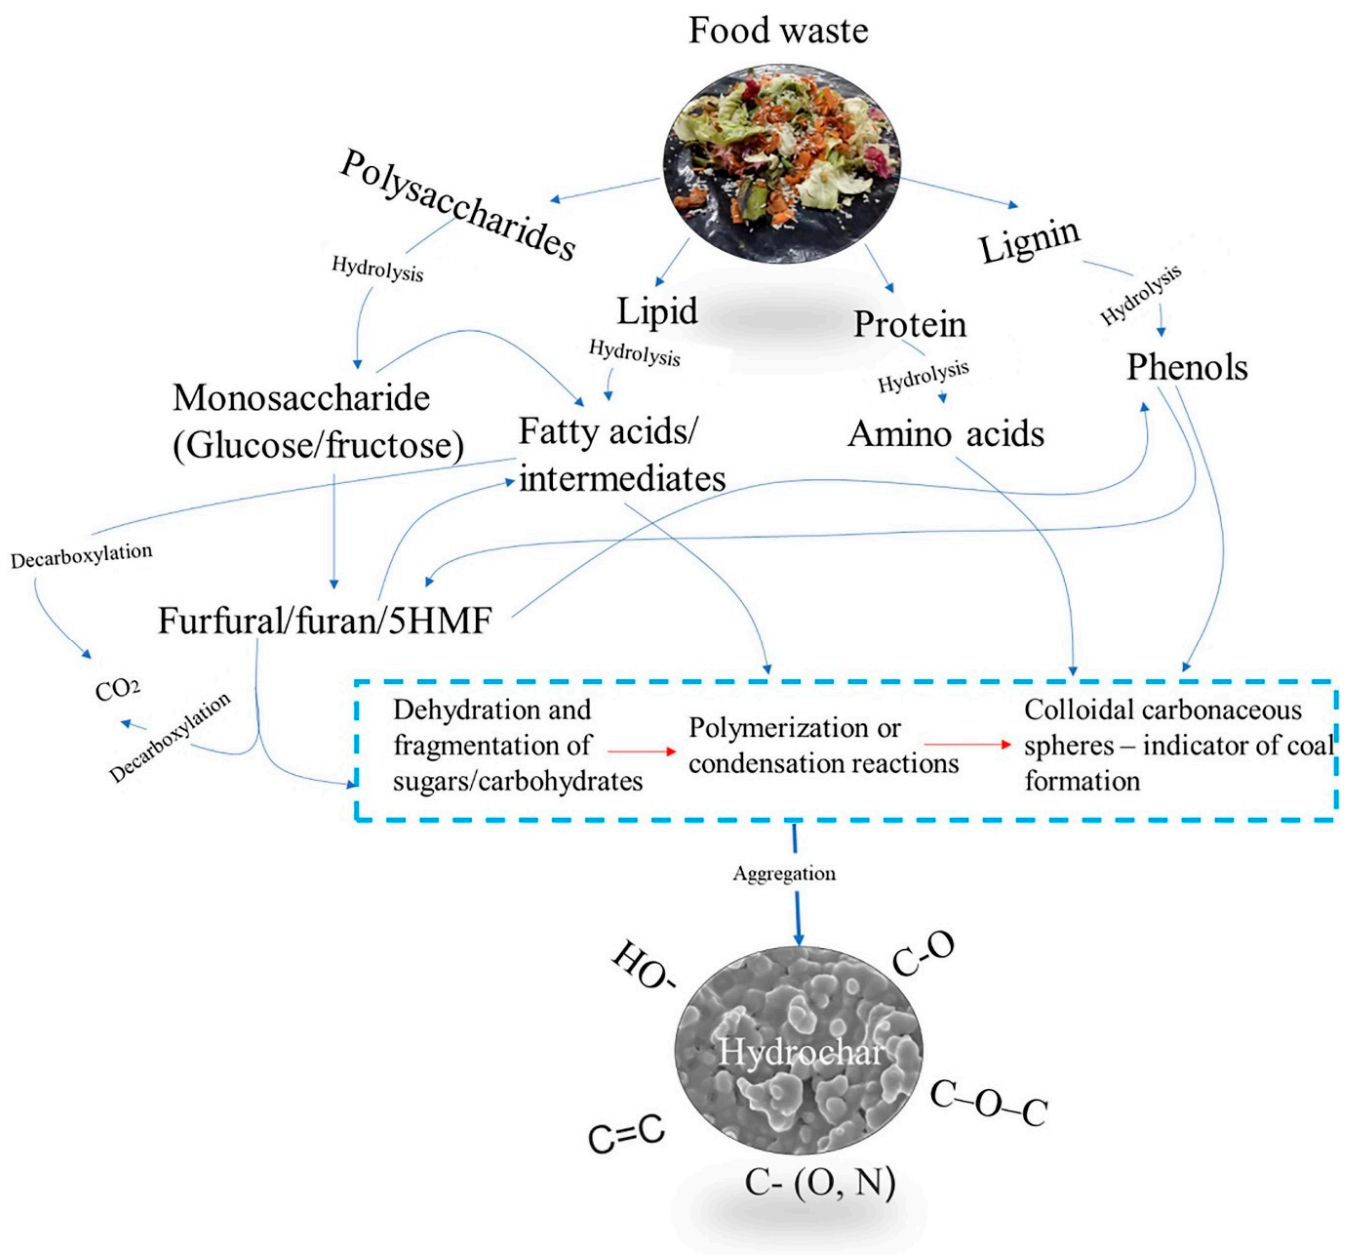 Food waste
Polysaccharides
Lignin
Hydrolysis
Hydrolysis
Lipid
Protein
Hydrolysis
Hydrolysis
Phenols
Monosaccharide
(Glucose/fructose)
Fatty acids/
intermediates
Amino acids
Decarboxylation
Furfural/furan/5HMF
CO₂
Decarboxylation
Dehydration and
fragmentation of
sugars/carbohydrates
Polymerization or
condensation reactions
Colloidal carbonaceous
spheres – indicator of coal
formation
Aggregation
HO-
C-O
Hydrochar
C–O–C
C=C
C- (O, N)